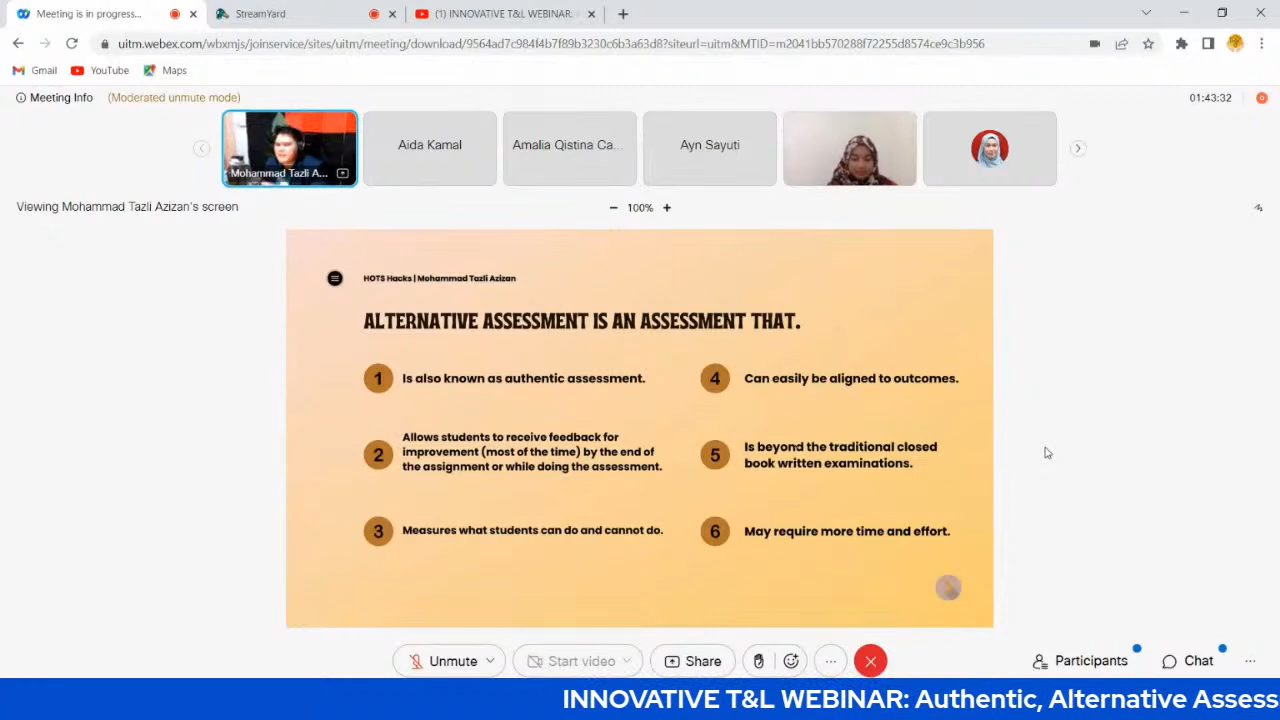 Meeting is in progress...
StreamYard
(1) INNOVATIVE T&L WEBINAR:
uitm.webex.com/wbxmjs/joinservice/sites/uitm/meeting/download/9564ad7c984f4b7f89b3230c6b3a63d8?siteurl=uitm&MTID=m2041bb570288f72255d8574ce9c3b956
Gmail YouTube Maps
Meeting Info (Moderated unmute mode) 01:43:32
Mohammad Tazli A... Aida Kamal Amalia Qistina Ca... Ayn Sayuti
Viewing Mohammad Tazli Azizan's screen
− 100% +
HOTS Hacks | Mohammad Tazli Azizan
ALTERNATIVE ASSESSMENT IS AN ASSESSMENT THAT.
1 Is also known as authentic assessment.
2 Allows students to receive feedback for
improvement (most of the time) by the end of
the assignment or while doing the assessment.
3 Measures what students can do and cannot do.
4 Can easily be aligned to outcomes.
5 Is beyond the traditional closed
book written examinations.
6 May require more time and effort.
Unmute Start video Share Participants Chat
INNOVATIVE T&L WEBINAR: Authentic, Alternative Assess